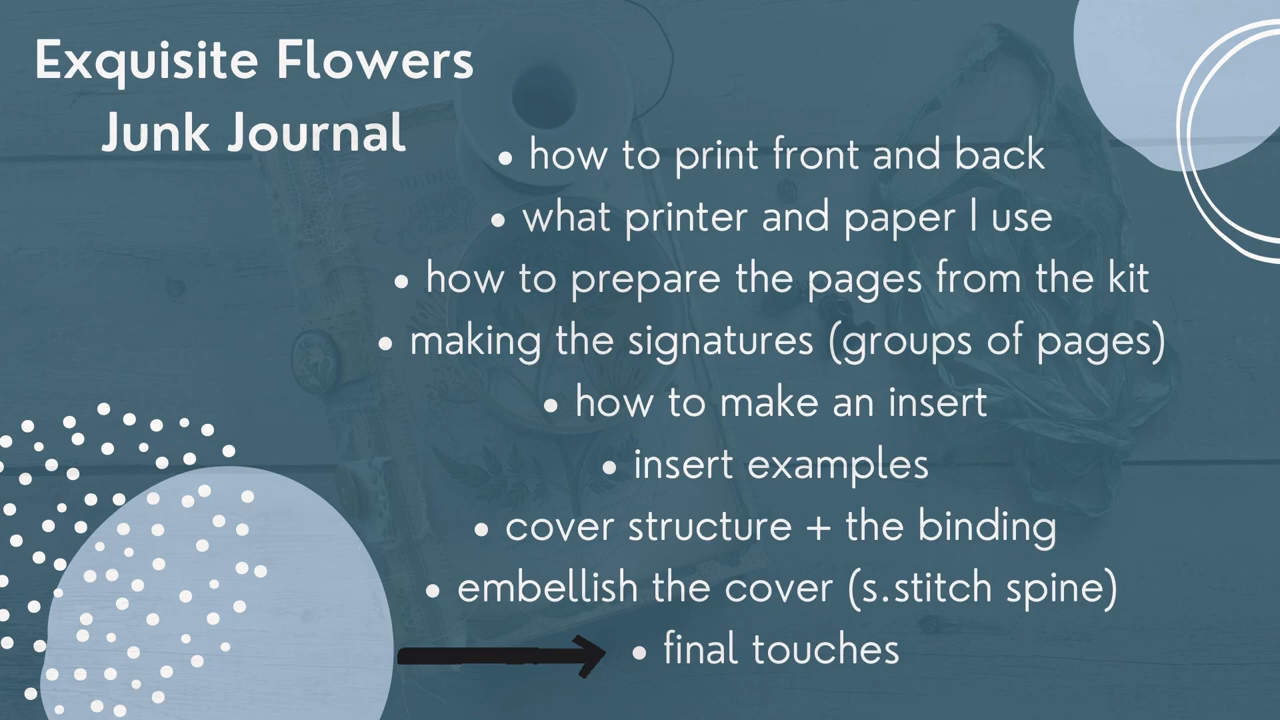 Exquisite Flowers
Junk Journal
• how to print front and back
• what printer and paper I use
• how to prepare the pages from the kit
• making the signatures (groups of pages)
• how to make an insert
• insert examples
• cover structure + the binding
• embellish the cover (s.stitch spine)
• final touches